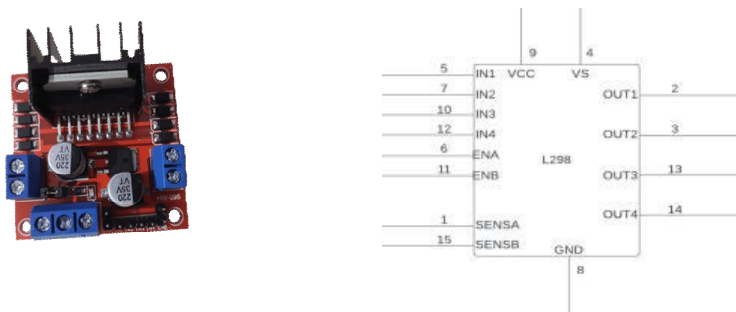 220
35V
VT
220
35V
VT
9
4
5
IN1
VCC
VS
7
IN2
OUT1
2
10
IN3
12
IN4
OUT2
3
6
ENA
L298
11
ENB
OUT3
13
OUT4
14
1
SENSA
15
SENSB
GND
8